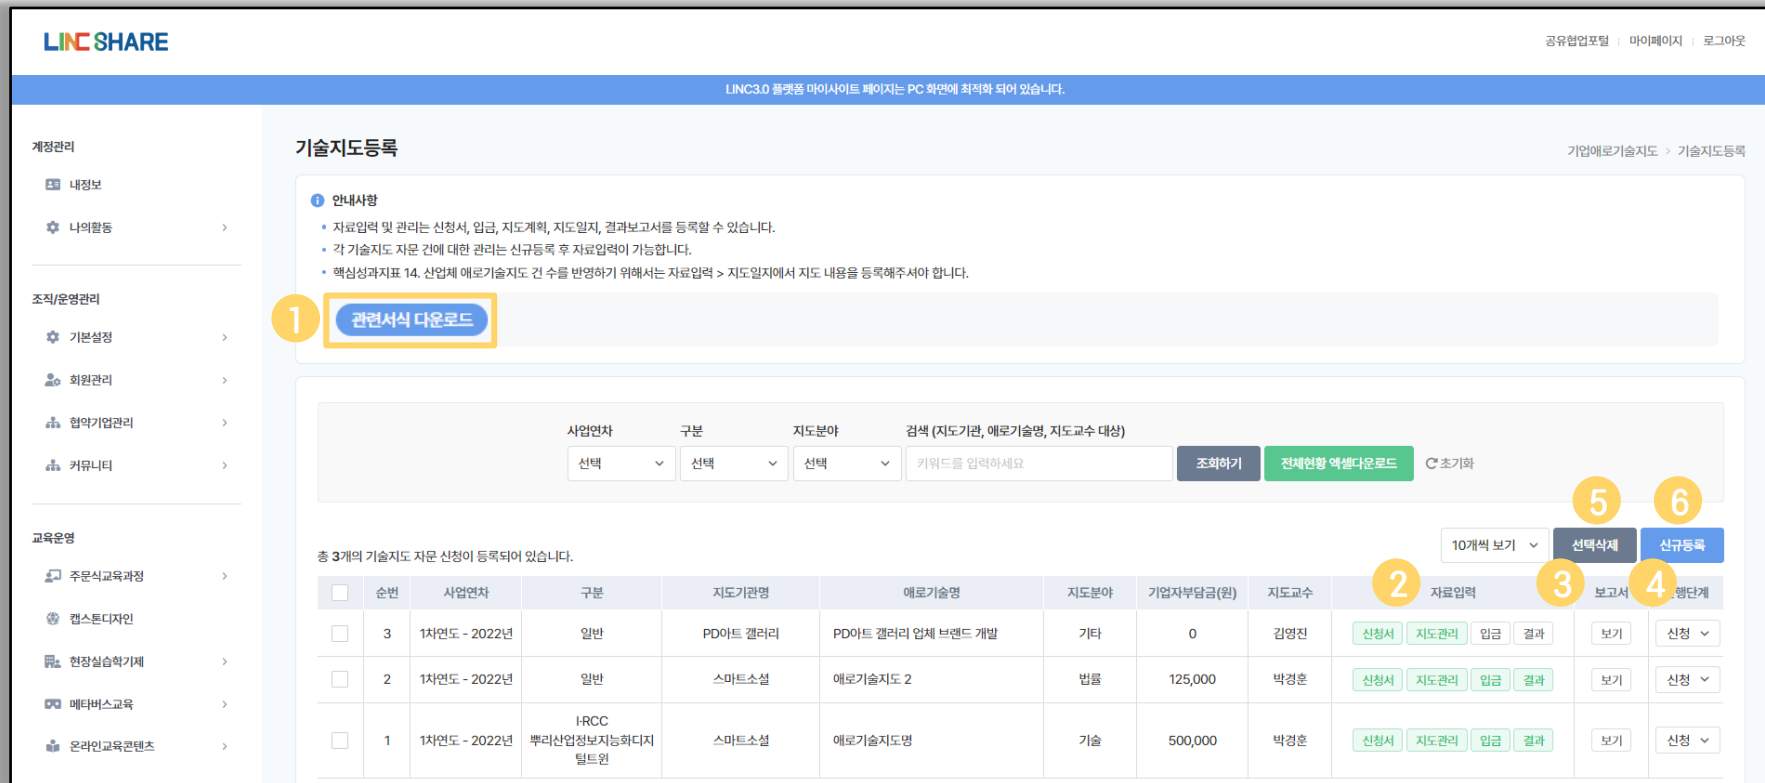 LINC SHARE
공유협업포털 | 마이페이지 | 로그아웃
LINC3.0 플랫폼 마이사이트 페이지는 PC 화면에 최적화 되어 있습니다.
계정관리
내정보
나의활동
조직/운영관리
기본설정
회원관리
협약기업관리
커뮤니티
교육운영
주문식교육과정
캡스톤디자인
현장실습학기제
메타버스교육
온라인교육콘텐츠
기술지도등록
기업애로기술지도 > 기술지도등록
안내사항
• 자료입력 및 관리는 신청서, 입금, 지도계획, 지도일지, 결과보고서를 등록할 수 있습니다.
• 각 기술지도 자문 건에 대한 관리는 신규등록 후 자료입력이 가능합니다.
• 핵심성과지표 14. 산업체 애로기술지도 건 수를 반영하기 위해서는 자료입력 > 지도일지에서 지도 내용을 등록해주셔야 합니다.
1 관련서식 다운로드
사업연차 구분 지도분야 검색 (지도기관, 애로기술명, 지도교수 대상)
선택 선택 선택 키워드를 입력하세요 조회하기 전체현황 엑셀다운로드 초기화
5 6
총 3개의 기술지도 자문 신청이 등록되어 있습니다. 10개씩 보기 선택삭제 신규등록
순번 사업연차 구분 지도기관명 애로기술명 지도분야 기업자부담금(원) 지도교수 2 자료입력 3 보고서 4 행단계
3 1차연도 - 2022년 일반 PD아트 갤러리 PD아트 갤러리 업체 브랜드 개발 기타 0 김영진 신청서 지도관리 입금 결과 보기 신청
2 1차연도 - 2022년 일반 스마트소셜 애로기술지도 2 법률 125,000 박경훈 신청서 지도관리 입금 결과 보기 신청
I-RCC
1 1차연도 - 2022년 뿌리산업정보지능화디지 스마트소셜 애로기술지도명 기술 500,000 박경훈 신청서 지도관리 입금 결과 보기 신청
털트윈